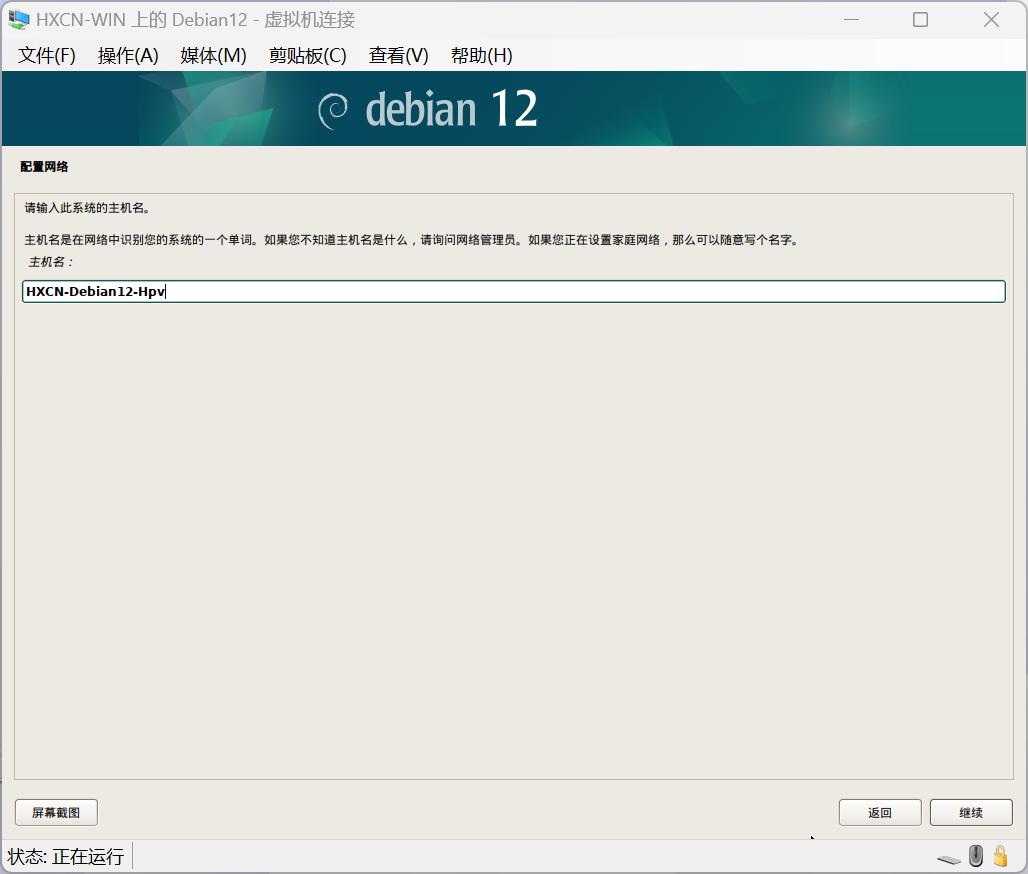 HXCN-WIN 上的 Debian12 - 虚拟机连接
文件(F) 操作(A) 媒体(M) 剪贴板(C) 查看(V) 帮助(H)
debian 12
配置网络
请输入此系统的主机名。
主机名是在网络中识别您的系统的一个单词。如果您不知道主机名是什么，请询问网络管理员。如果您正在设置家庭网络，那么可以随意写个名字。
主机名：
HXCN-Debian12-Hpv
屏幕截图 返回 继续
状态: 正在运行